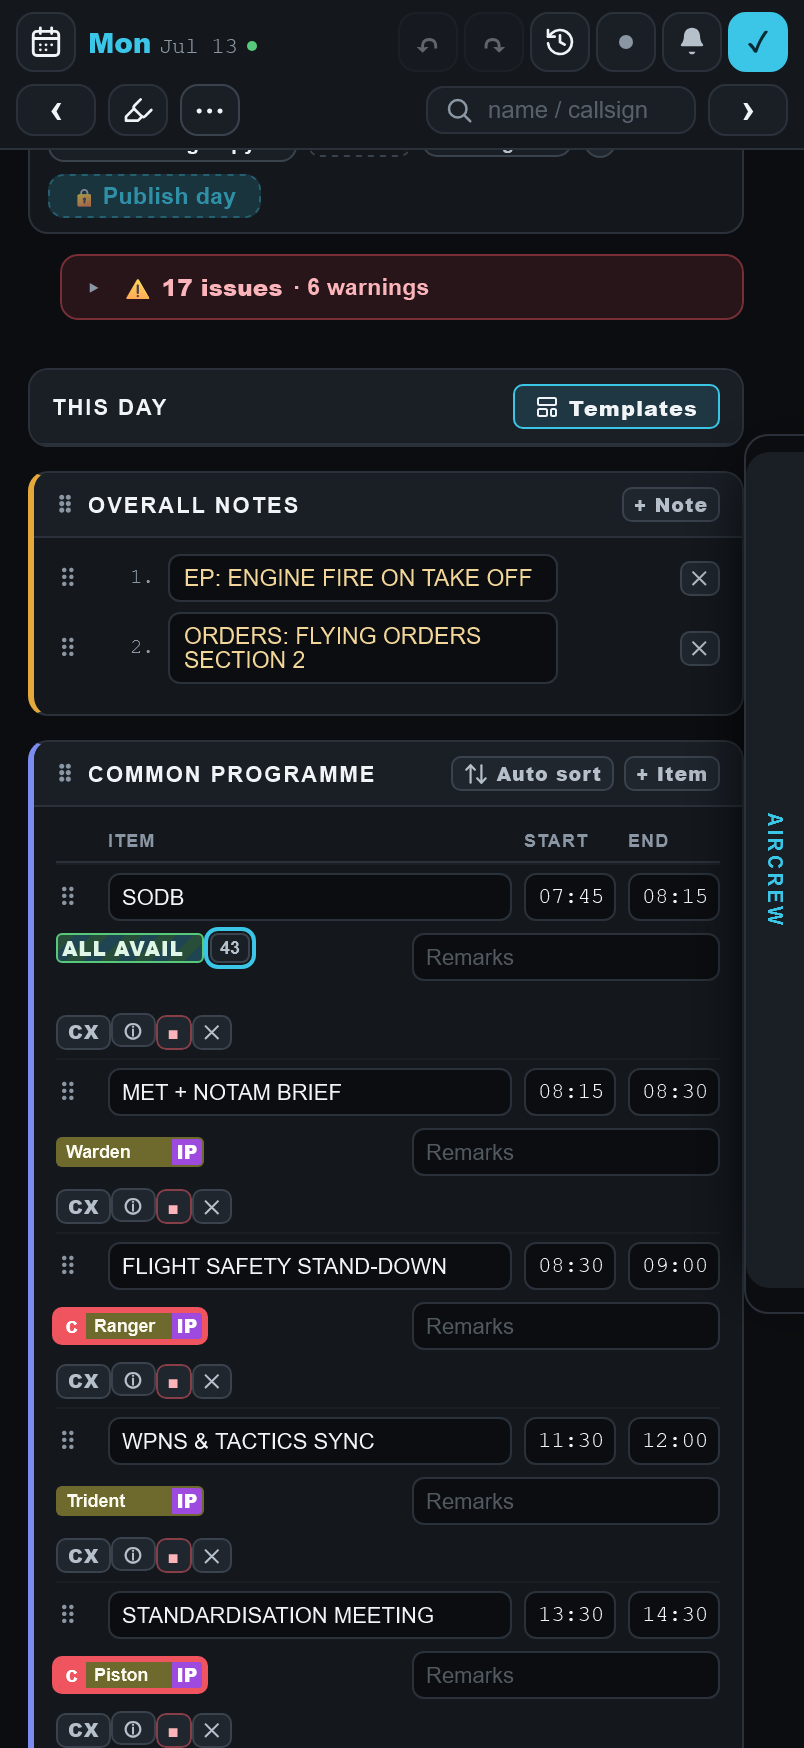 Mon Jul 13
name / callsign
Publish day
17 issues · 6 warnings
THIS DAY
Templates
OVERALL NOTES
+ Note
1. EP: ENGINE FIRE ON TAKE OFF
2. ORDERS: FLYING ORDERS
SECTION 2
COMMON PROGRAMME
Auto sort
+ Item
ITEM START END
SODB 07:45 08:15
ALL AVAIL 43 Remarks
CX
MET + NOTAM BRIEF 08:15 08:30
Warden IP Remarks
CX
FLIGHT SAFETY STAND-DOWN 08:30 09:00
C Ranger IP Remarks
CX
WPNS & TACTICS SYNC 11:30 12:00
Trident IP Remarks
CX
STANDARDISATION MEETING 13:30 14:30
C Piston IP Remarks
CX
AIRCREW